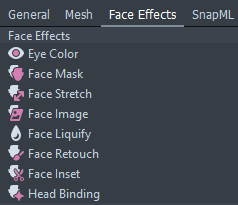 General Mesh Face Effects SnapML
Face Effects
Eye Color
Face Mask
Face Stretch
Face Image
Face Liquify
Face Retouch
Face Inset
Head Binding